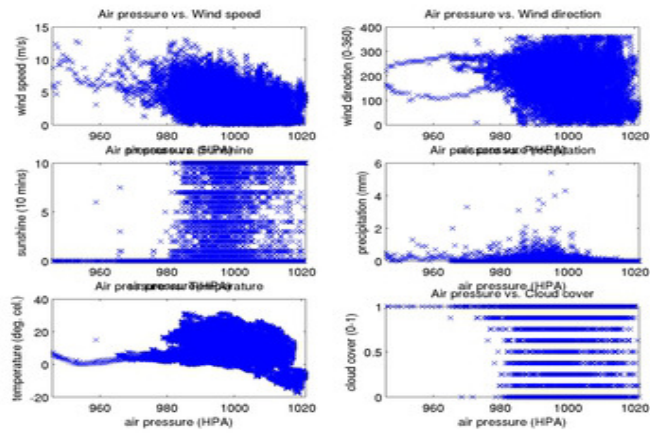 Air pressure vs. Wind speed
15
10
5
0
wind speed (m/s)
960 980 1000 1020
Air pressure vs. Wind direction
400
300
200
100
0
wind direction (0-360)
960 980 1000 1020
10
5
0
sunshine (10 mins)
960 980 1000 1020
6
4
2
0
precipitation (mm)
960 980 1000 1020
air pressure (HPA)
40
20
0
-20
temperature (deg. cel.)
960 980 1000 1020
air pressure (HPA)
Air pressure vs. Cloud cover
1
0.5
0
cloud cover (0-1)
960 980 1000 1020
air pressure (HPA)